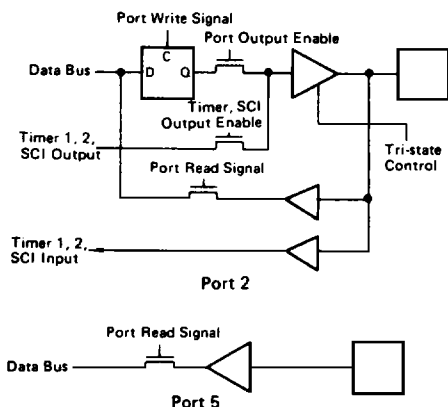 Port Write Signal
Port Output Enable
Data Bus
D
C
Q
Timer, SCI
Output Enable
Timer 1, 2,
SCI Output
Port Read Signal
Tri-state
Control
Timer 1, 2,
SCI Input
Port 2
Port Read Signal
Data Bus
Port 5